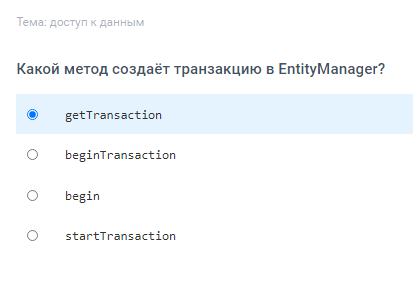 Тема: доступ к данным
Какой метод создаёт транзакцию в EntityManager?
getTransaction
beginTransaction
begin
startTransaction